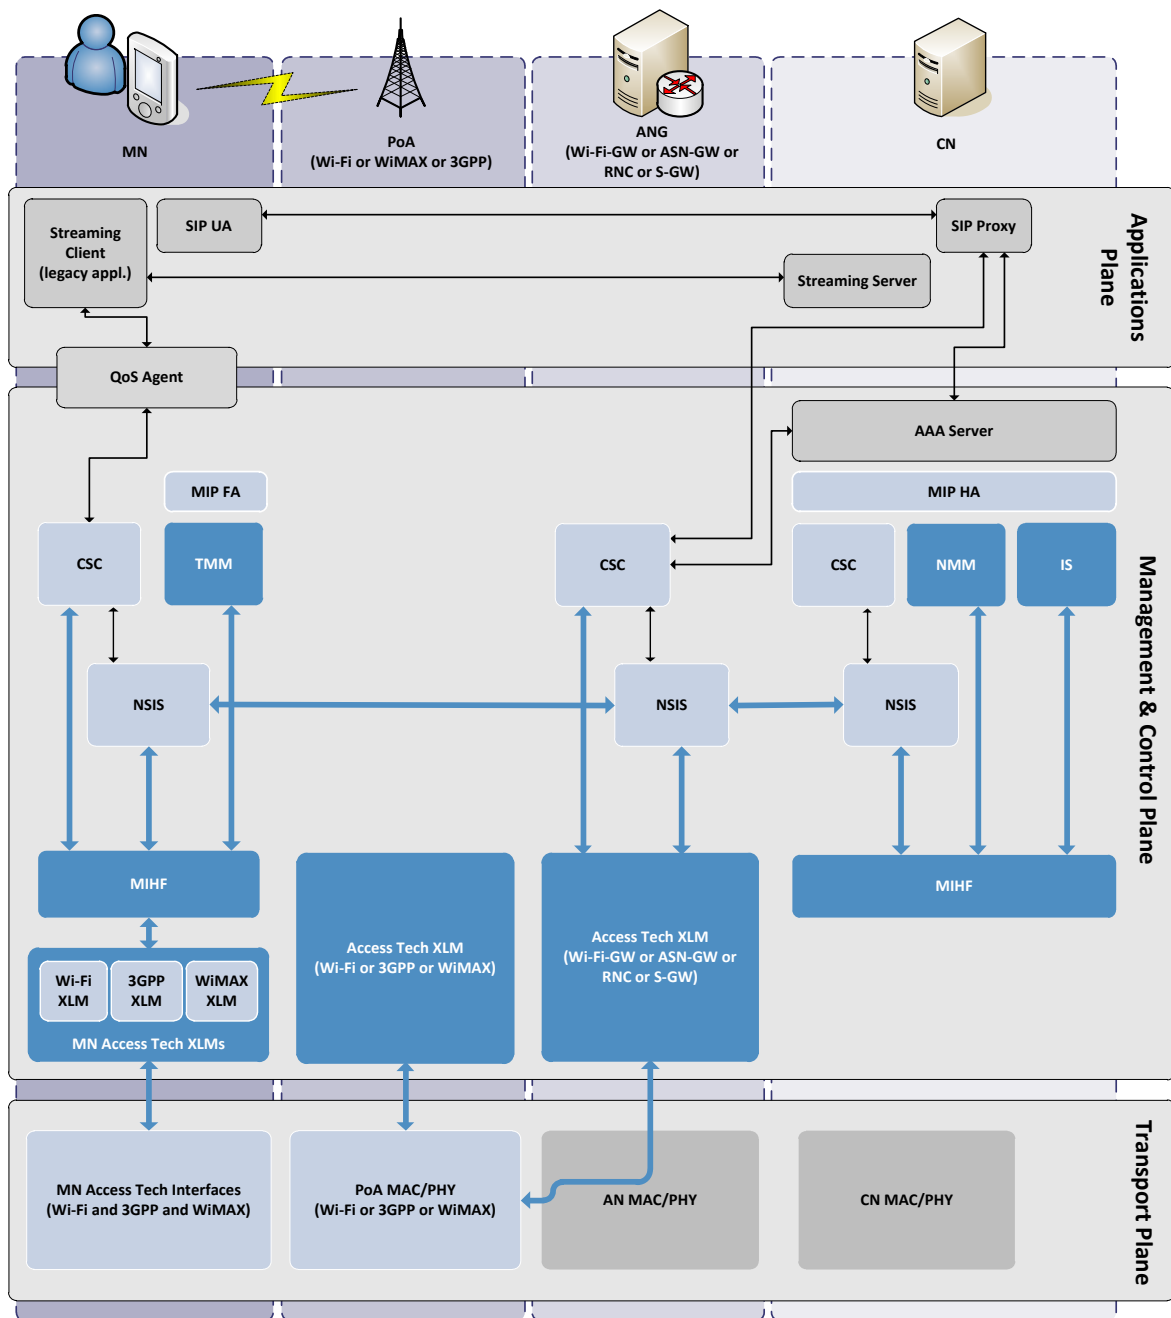 MN
PoA
(Wi-Fi or WiMAX or 3GPP)
ANG
(Wi-Fi-GW or ASN-GW or
RNC or S-GW)
CN
Applications
Plane
Streaming
Client
(legacy appl.)
SIP UA
SIP Proxy
Streaming Server
QoS Agent
Management & Control Plane
AAA Server
MIP FA
MIP HA
CSC
TMM
CSC
CSC
NMM
IS
NSIS
NSIS
NSIS
MIHF
MIHF
Access Tech XLM
(Wi-Fi or 3GPP or WiMAX)
Access Tech XLM
(Wi-Fi-GW or ASN-GW or
RNC or S-GW)
Wi-Fi
XLM
3GPP
XLM
WiMAX
XLM
MN Access Tech XLMs
Transport Plane
MN Access Tech Interfaces
(Wi-Fi and 3GPP and WiMAX)
PoA MAC/PHY
(Wi-Fi or 3GPP or WiMAX)
AN MAC/PHY
CN MAC/PHY